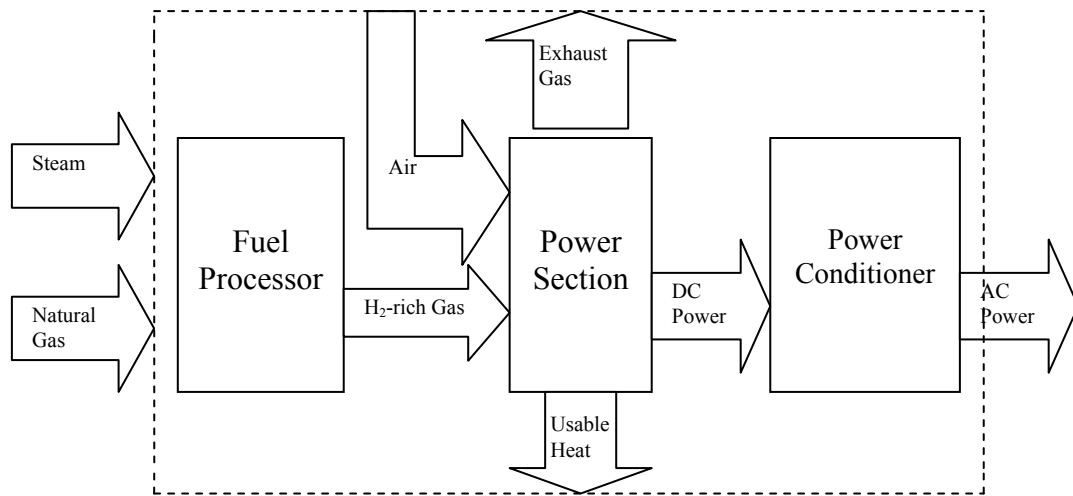 Exhaust
Gas
Steam
Air
Fuel
Processor
Power
Section
Power
Conditioner
Natural
Gas
H₂-rich Gas
DC
Power
AC
Power
Usable
Heat